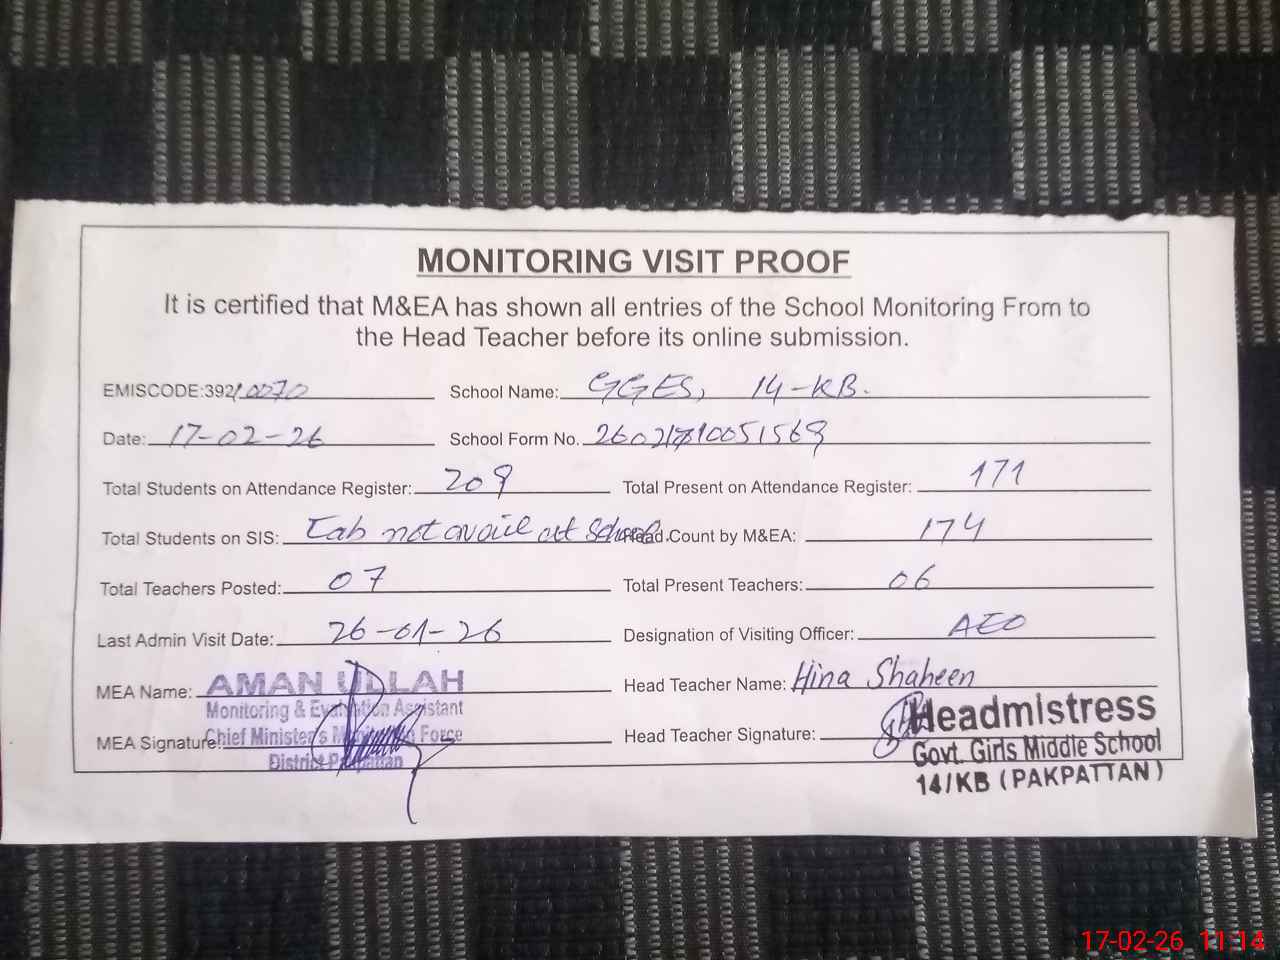 MONITORING VISIT PROOF
It is certified that M&EA has shown all entries of the School Monitoring From to
the Head Teacher before its online submission.
EMISCODE:39210070 School Name: GGES, 14-KB.
Date: 17-02-26 School Form No.
Total Students on Attendance Register: 209 Total Present on Attendance Register: 171
Total Students on SIS: Tab not avail at School. Head Count by M&EA: 174
Total Teachers Posted: 07 Total Present Teachers: 06
Last Admin Visit Date: 26-01-26 Designation of Visiting Officer: AEO
MEA Name: AMAN ULLAH Head Teacher Name: Hina Shaheen
Monitoring & Evaluation Assistant
MEA Signature: Chief Minister's Monitoring Force Head Teacher Signature: Headmistress
District Pakpattan Govt. Girls Middle School
14/KB (PAKPATTAN)
17-02-26 11:14